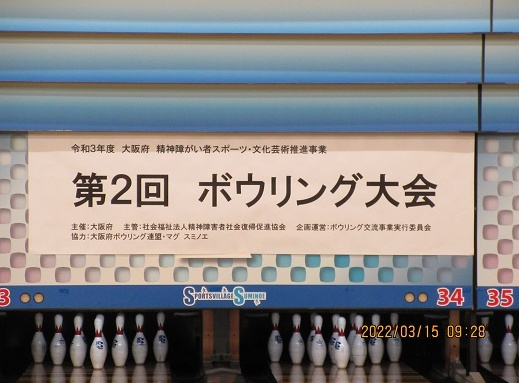 令和3年度 大阪府 精神障がい者スポーツ・文化芸術推進事業
第2回 ボウリング大会
主催:大阪府 主管:社会福祉法人精神障害者社会復帰促進協会 企画運営:ボウリング交流事業実行委員会
協力:大阪府ボウリング連盟・マグ スミノエ
3 SPORTSVILLAGE SUMINOE 34 35
2022/03/15 09:28